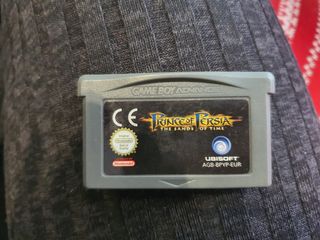 GAME BOY ADVANCE
CE
Prince of Persia
THE SANDS OF TIME
Nintendo
UBISOFT
AGB-BPYP-EUR